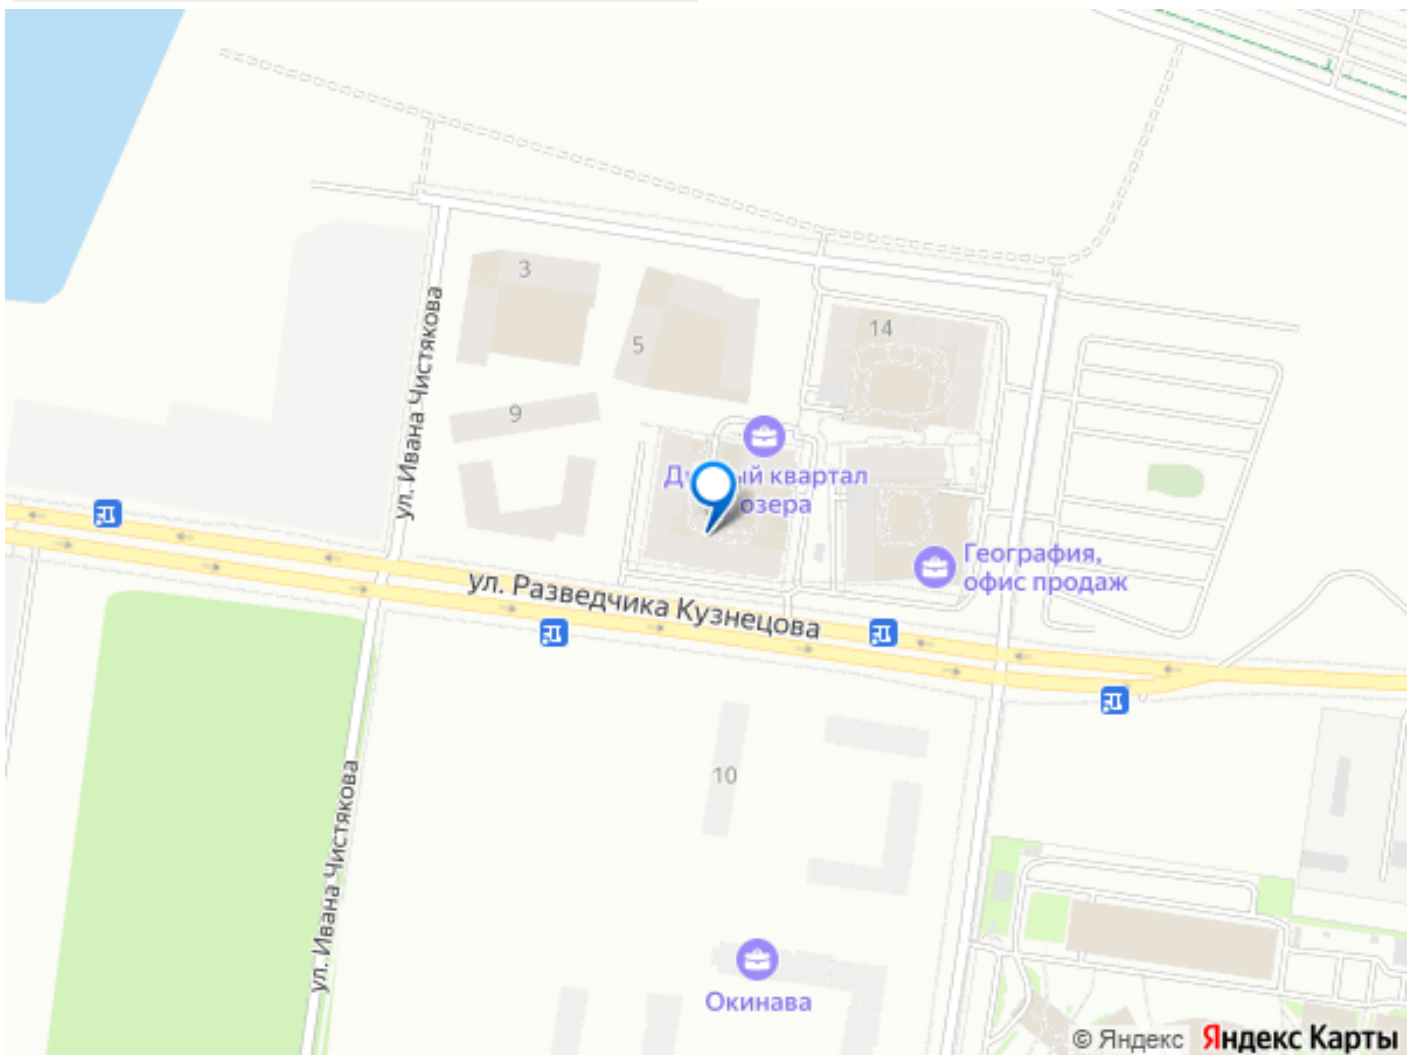 3
14
5
ул. Ивана Чистякова
9
квартал
озера
География,
офис продаж
ул. Разведчика Кузнецова
10
ул. Ивана Чистякова
Окинава
© Яндекс Яндекс Карты